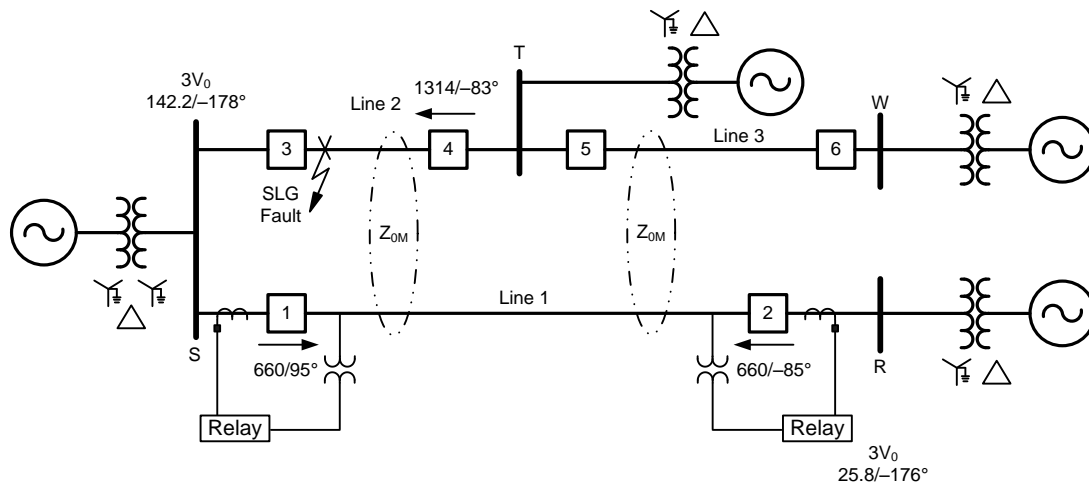 T
W
3V₀
142.2/–178°
1314/–83°
Line 2
Line 3
3
4
5
6
SLG
Fault
Z₀M
Z₀M
Line 1
1
2
S
R
660/95°
660/–85°
Relay
Relay
3V₀
25.8/–176°